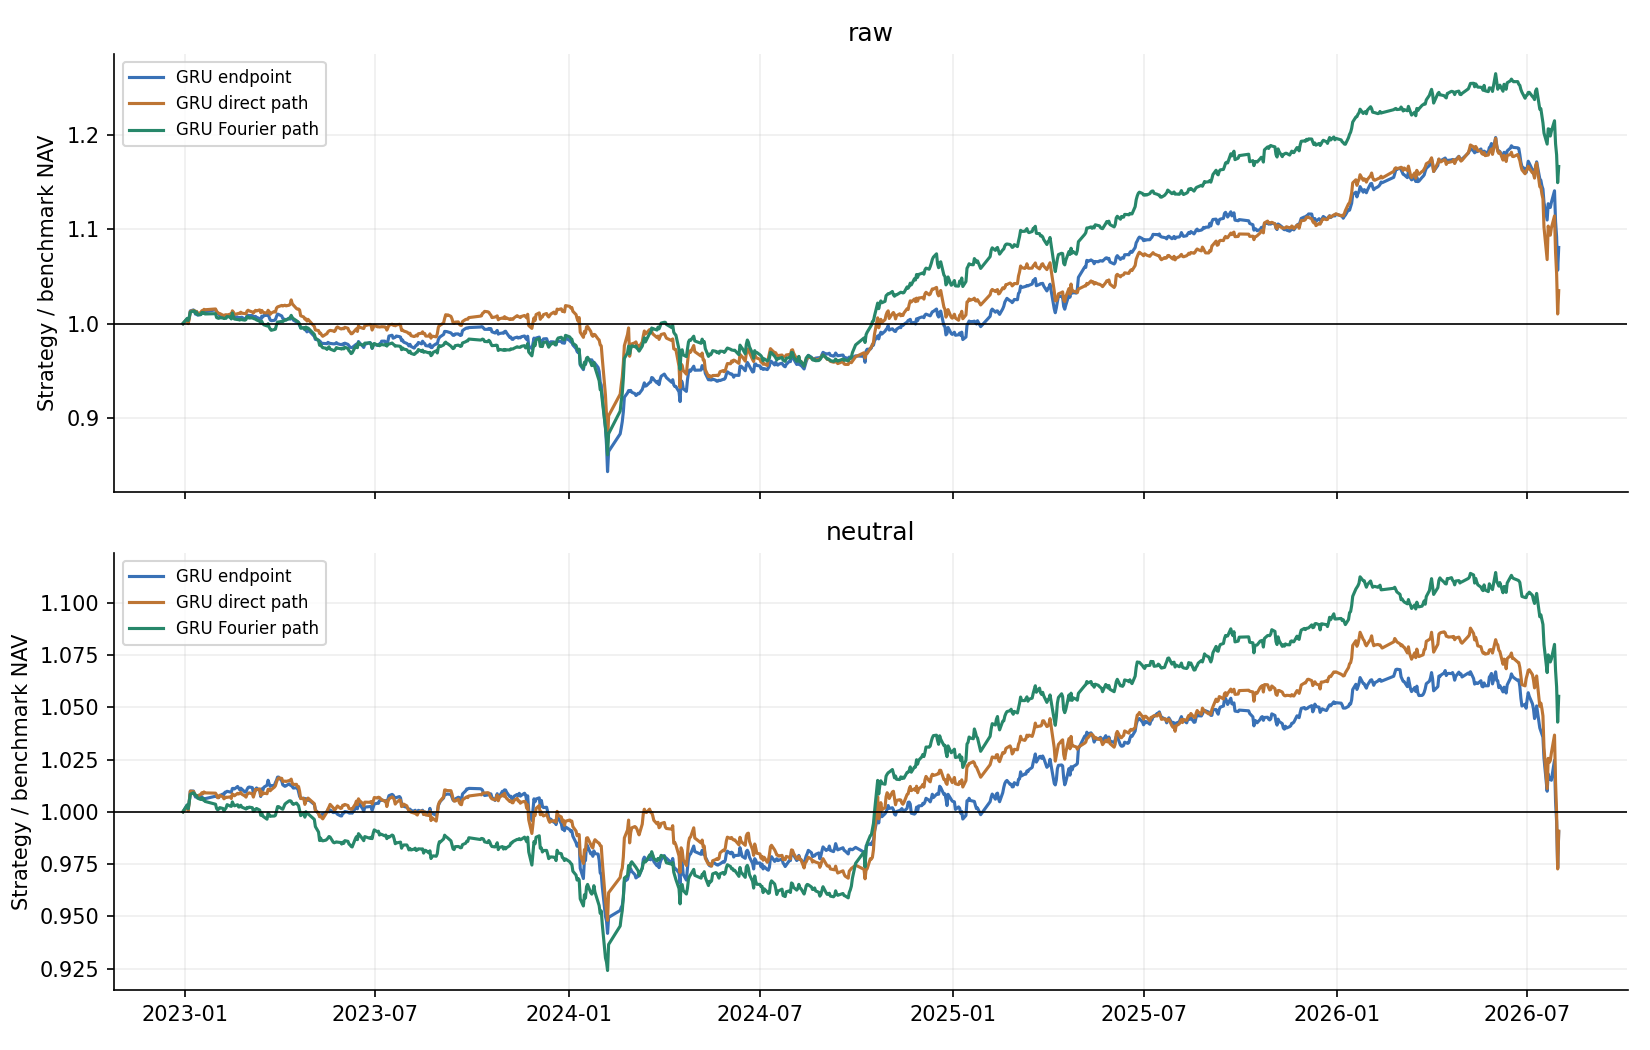 raw
GRU endpoint
GRU direct path
GRU Fourier path
Strategy / benchmark NAV
1.2
1.1
1.0
0.9
neutral
GRU endpoint
GRU direct path
GRU Fourier path
Strategy / benchmark NAV
1.100
1.075
1.050
1.025
1.000
0.975
0.950
0.925
2023-01 2023-07 2024-01 2024-07 2025-01 2025-07 2026-01 2026-07